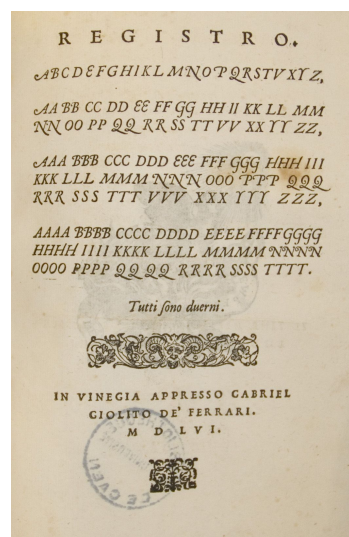 REGISTRO.
ABCDEFGHIKLMNOPQRSTVXYZ,
AA BB CC DD EE FF GG HH II KK LL MM
NN OO PP QQ RR SS TT VV XX YY ZZ,
AAA BBB CCC DDD EEE FFF GGG HHH III
KKK LLL MMM NNN OOO PPP QQQ
RRR SSS TTT VVV XXX YYY ZZZ,
AAAA BBBB CCCC DDDD EEEE FFFF GGGG
HHHH IIII KKKK LLLL MMMM NNNN
OOOO PPPP QQ QQ RRRR SSSS TTTT.
Tutti ſono duerni.
IN VINEGIA APPRESSO GABRIEL
GIOLITO DE' FERRARI.
M D LVI.